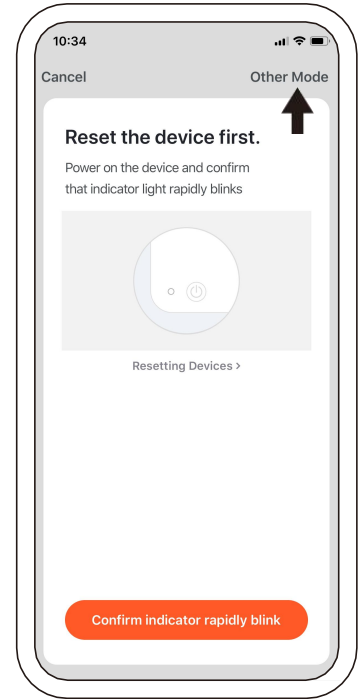 10:34
Cancel Other Mode
Reset the device first.
Power on the device and confirm
that indicator light rapidly blinks
Resetting Devices >
Confirm indicator rapidly blink